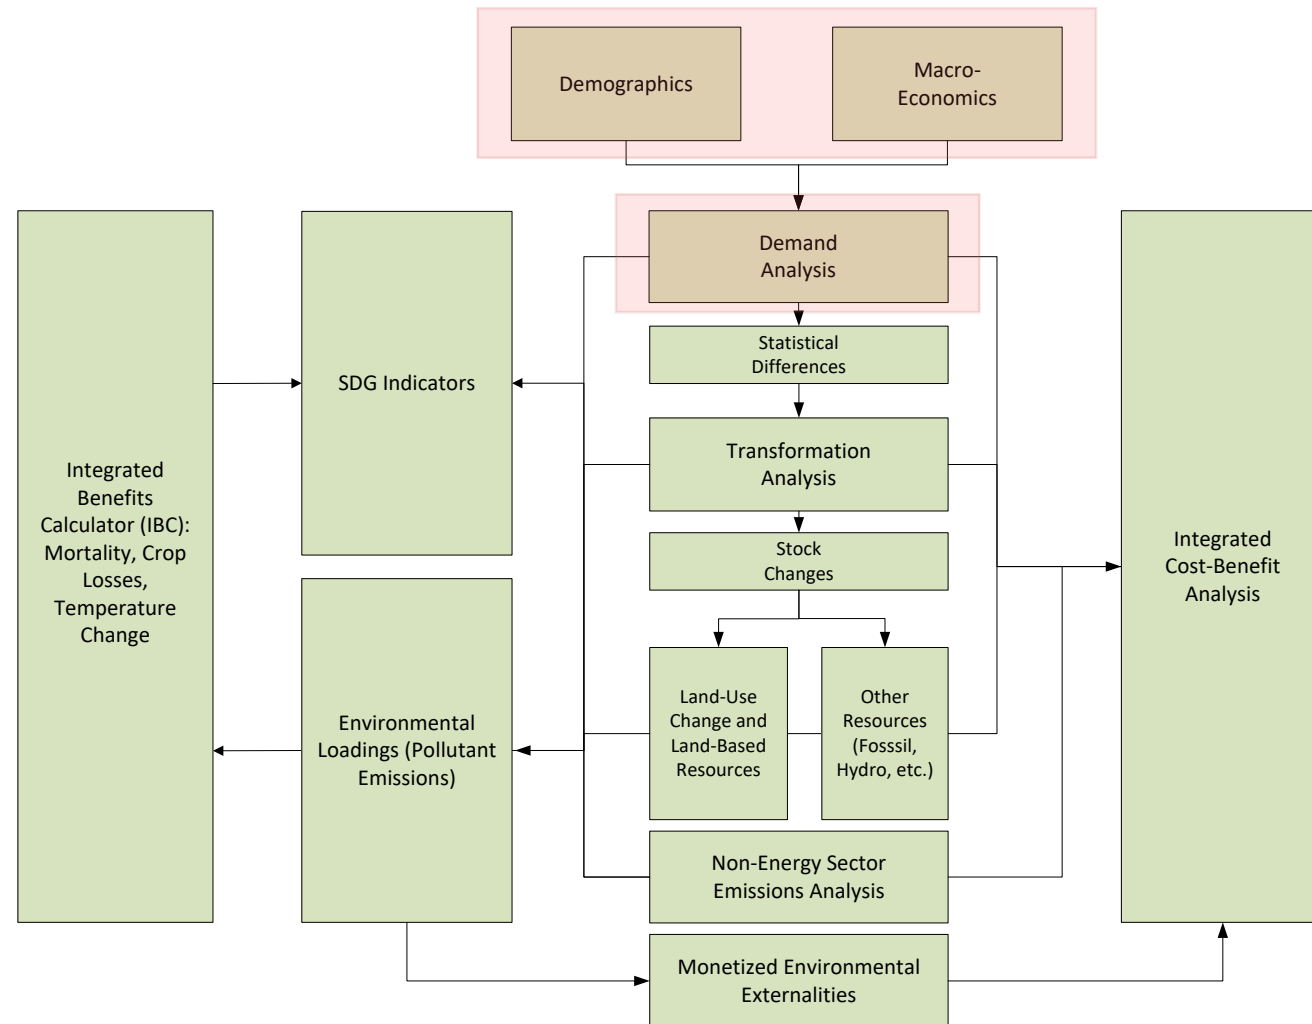 Demographics
Macro-
Economics
Demand
Analysis
Statistical
Differences
SDG Indicators
Transformation
Analysis
Integrated
Benefits
Calculator (IBC):
Mortality, Crop
Losses,
Temperature
Change
Stock
Changes
Integrated
Cost-Benefit
Analysis
Land-Use
Change and
Land-Based
Resources
Other
Resources
(Fosssil,
Hydro, etc.)
Environmental
Loadings (Pollutant
Emissions)
Non-Energy Sector
Emissions Analysis
Monetized Environmental
Externalities